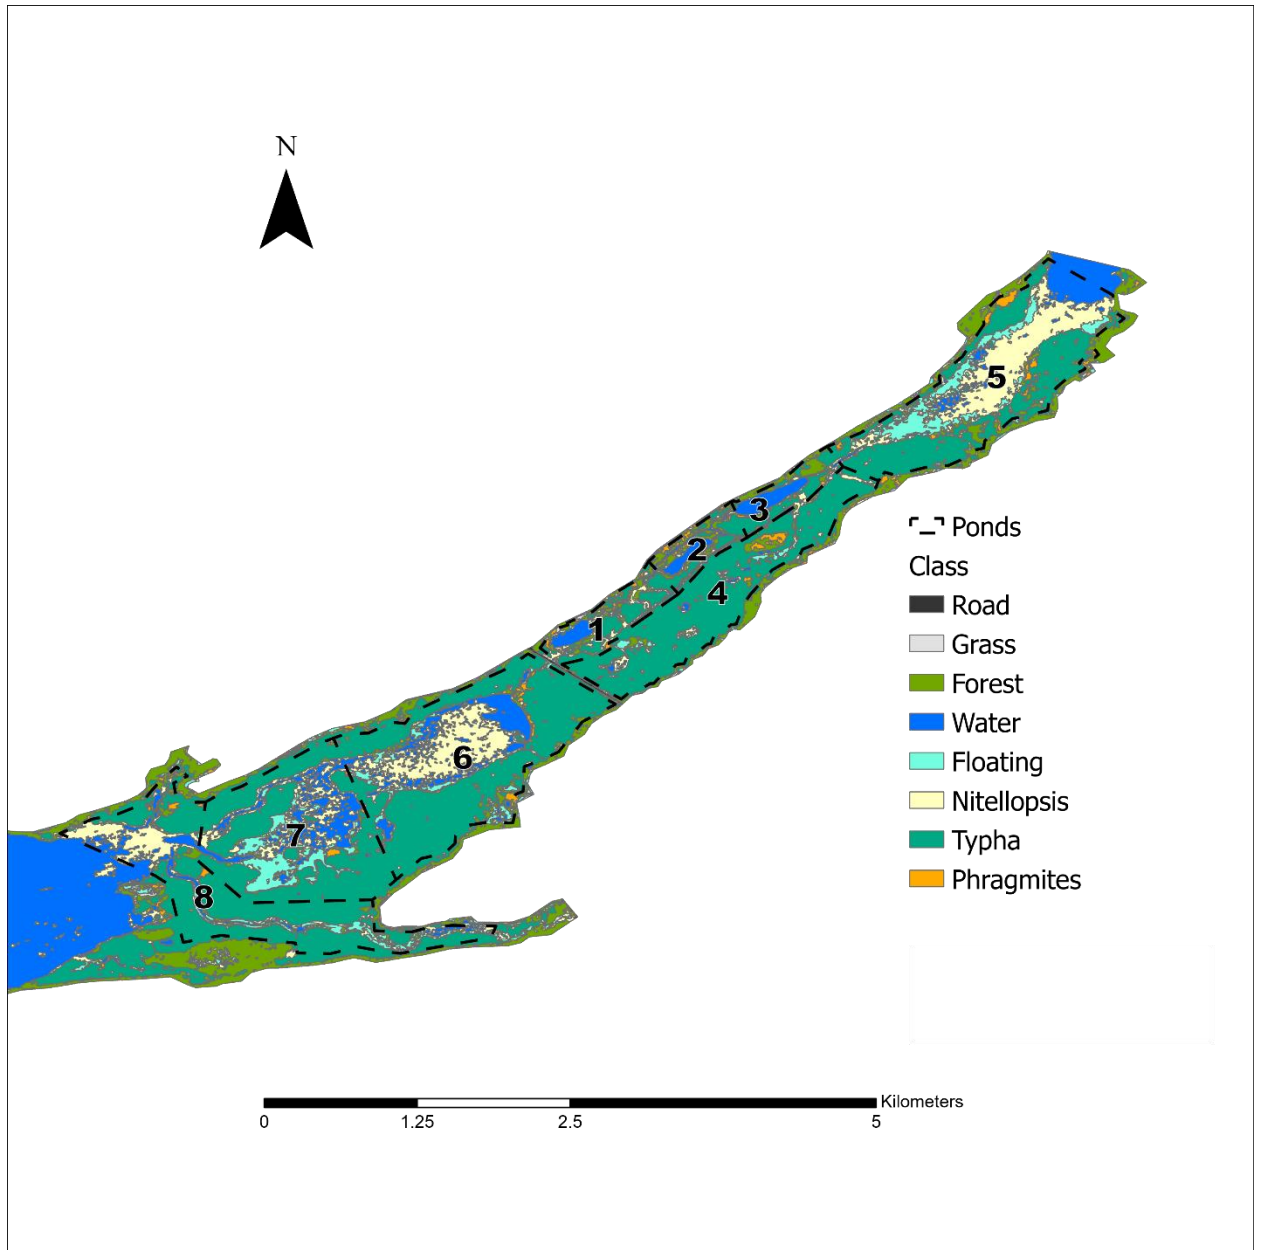 N
5
3
2
4
1
6
7
8
Ponds
Class
Road
Grass
Forest
Water
Floating
Nitellopsis
Typha
Phragmites
Kilometers
0 1.25 2.5 5